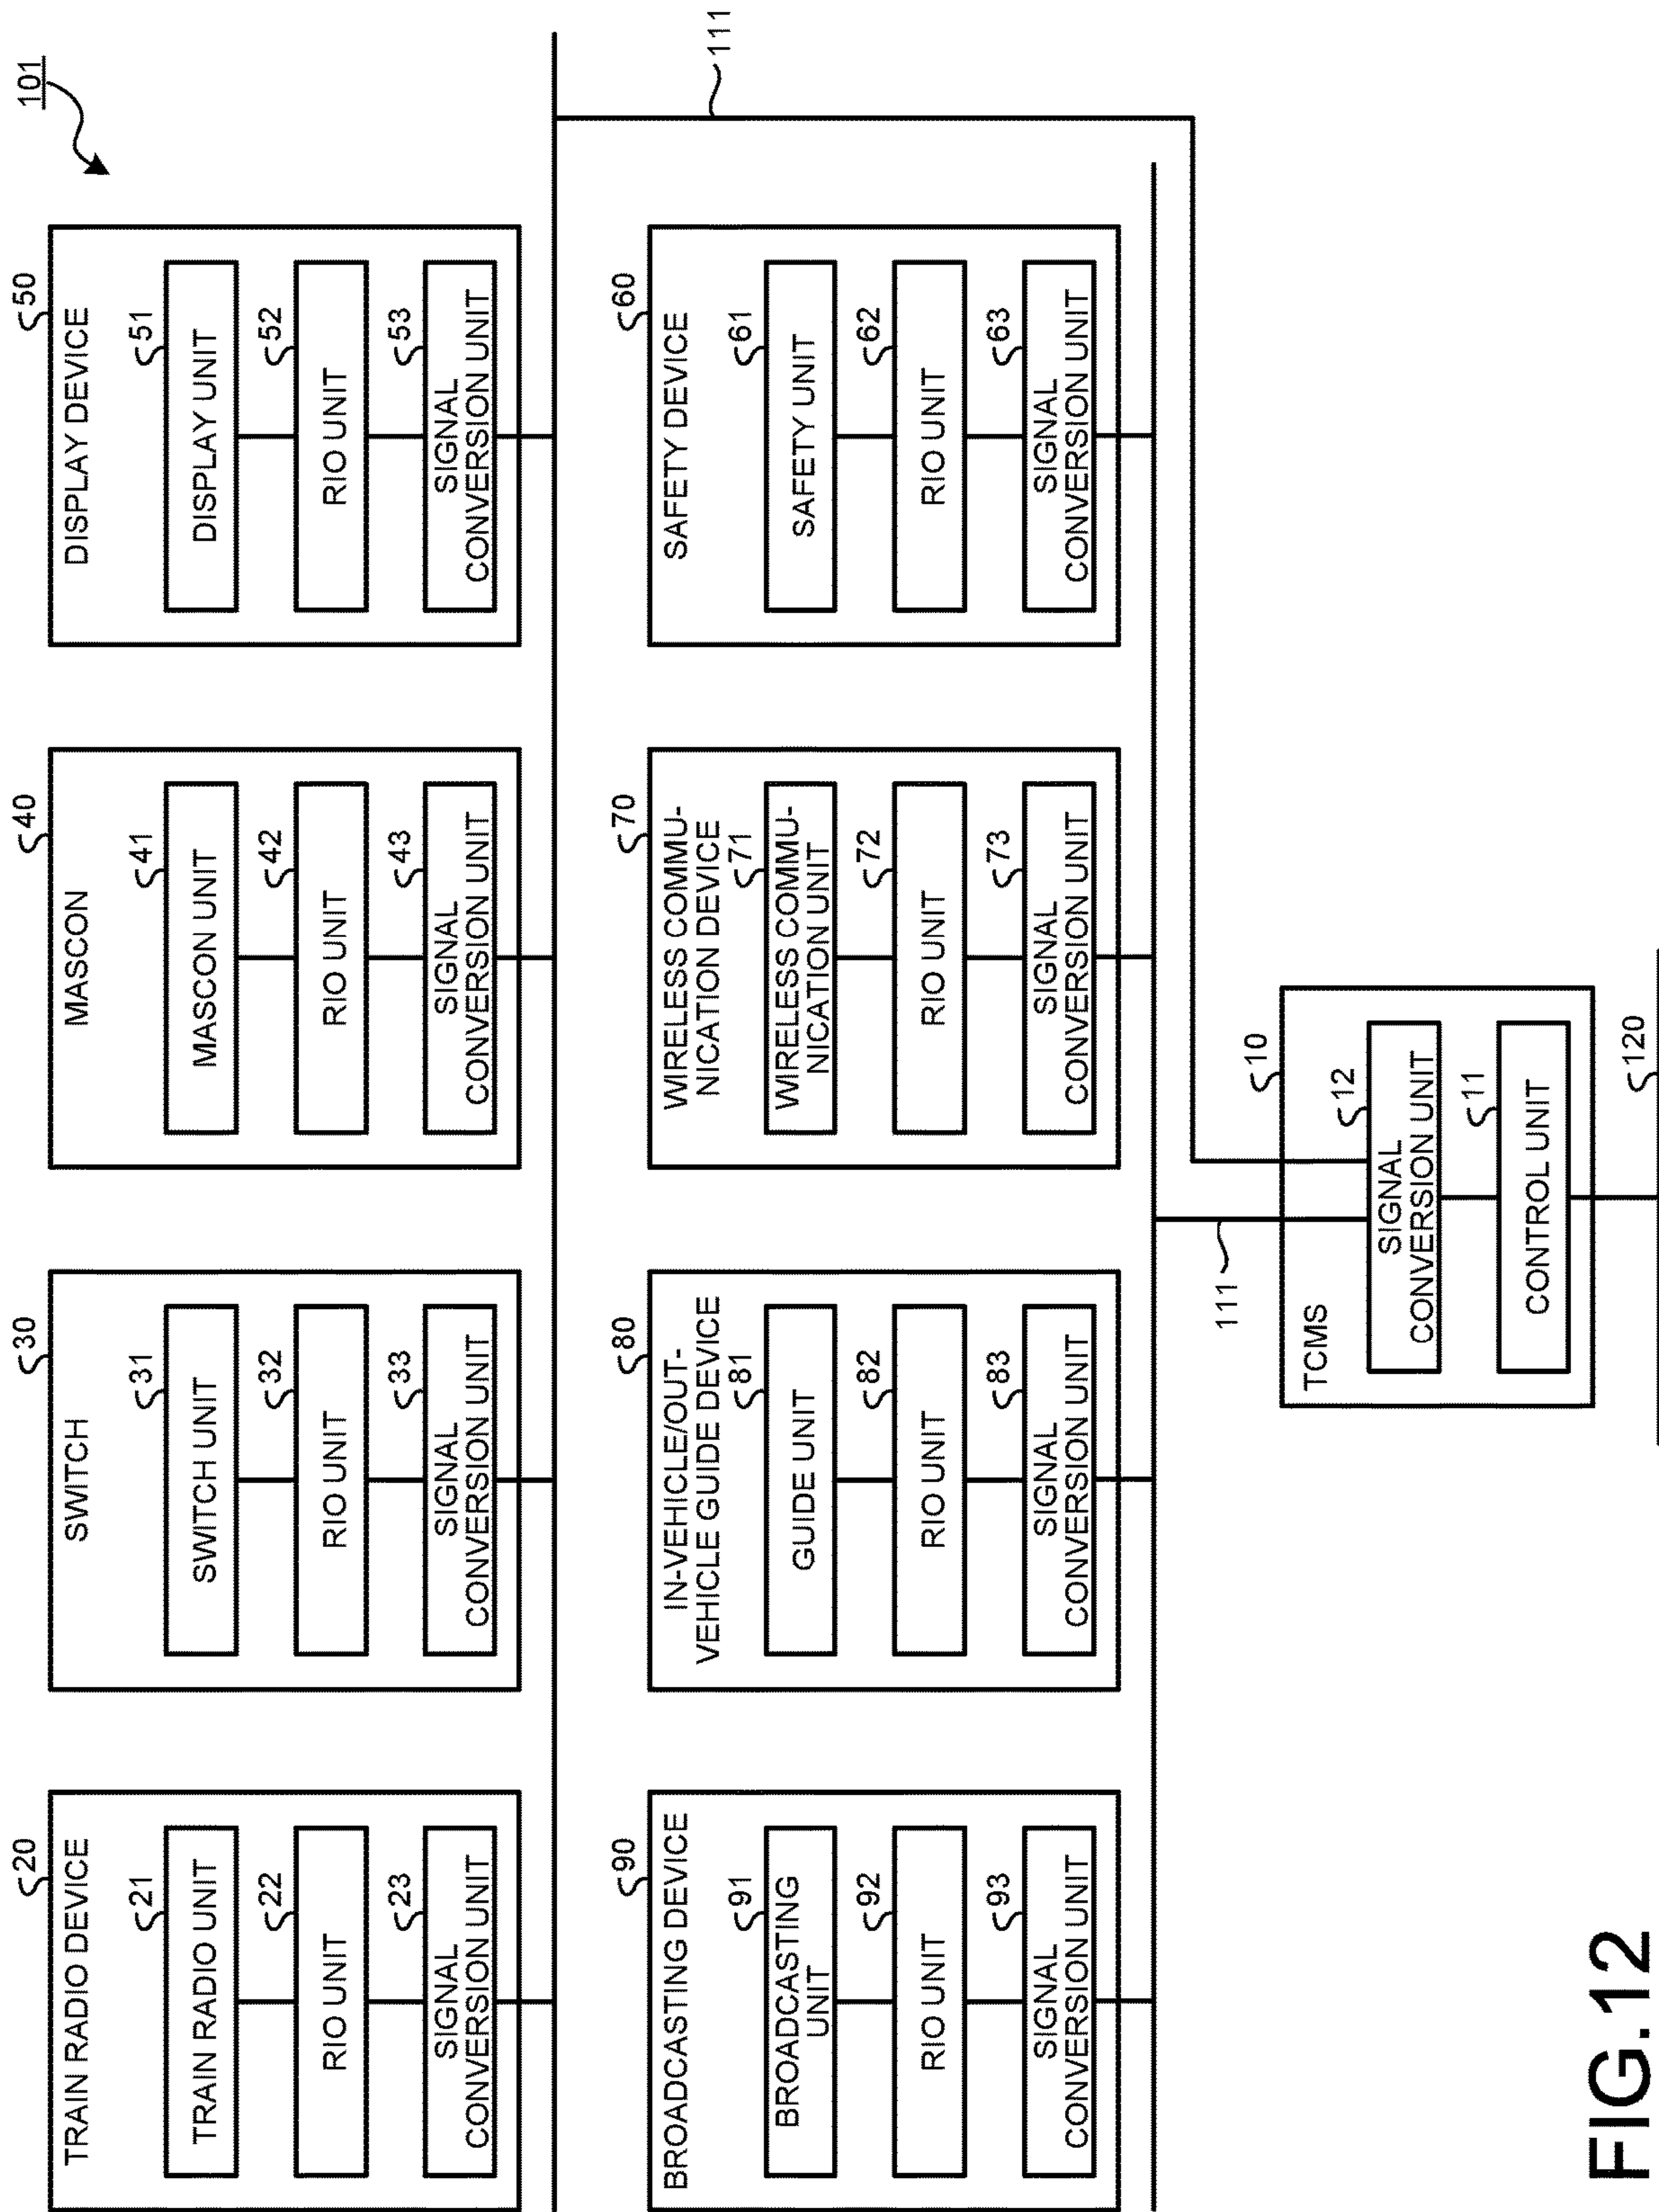 101
20
TRAIN RADIO DEVICE
21
TRAIN RADIO UNIT
22
RIO UNIT
23
SIGNAL
CONVERSION UNIT
30
SWITCH
31
SWITCH UNIT
32
RIO UNIT
33
SIGNAL
CONVERSION UNIT
40
MASCON
41
MASCON UNIT
42
RIO UNIT
43
SIGNAL
CONVERSION UNIT
50
DISPLAY DEVICE
51
DISPLAY UNIT
52
RIO UNIT
53
SIGNAL
CONVERSION UNIT
111
90
BROADCASTING DEVICE
91
BROADCASTING
UNIT
92
RIO UNIT
93
SIGNAL
CONVERSION UNIT
80
IN-VEHICLE/OUT-
VEHICLE GUIDE DEVICE
81
GUIDE UNIT
82
RIO UNIT
83
SIGNAL
CONVERSION UNIT
70
WIRELESS COMMU-
NICATION DEVICE
71
WIRELESS COMMU-
NICATION UNIT
72
RIO UNIT
73
SIGNAL
CONVERSION UNIT
60
SAFETY DEVICE
61
SAFETY UNIT
62
RIO UNIT
63
SIGNAL
CONVERSION UNIT
111
10
TCMS
12
SIGNAL
CONVERSION UNIT
11
CONTROL UNIT
120
FIG.12